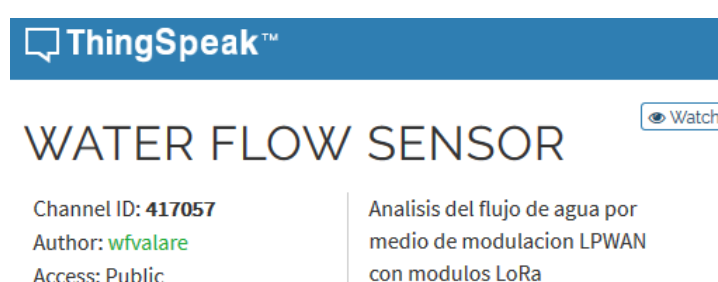 ThingSpeak™
Watch
WATER FLOW SENSOR
Channel ID: 417057
Author: wfvalare
Access: Public
Analisis del flujo de agua por
medio de modulacion LPWAN
con modulos LoRa